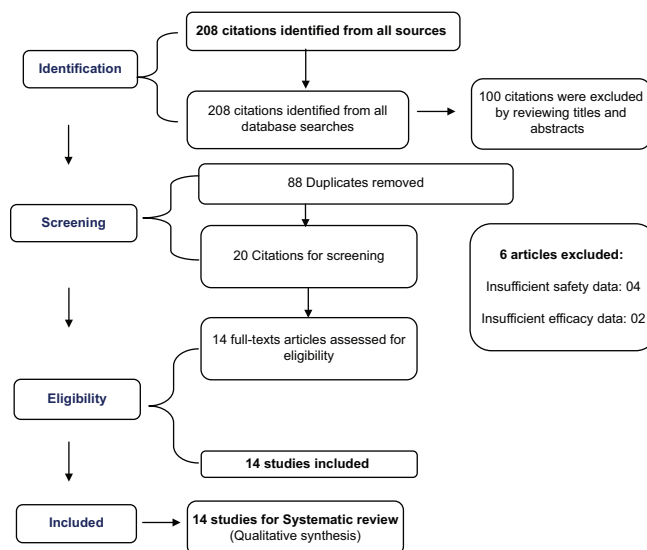 208 citations identified from all sources
Identification
208 citations identified from all
database searches
100 citations were excluded
by reviewing titles and
abstracts
88 Duplicates removed
Screening
20 Citations for screening
6 articles excluded:
Insufficient safety data: 04
Insufficient efficacy data: 02
14 full-texts articles assessed for
eligibility
Eligibility
14 studies included
Included
14 studies for Systematic review
(Qualitative synthesis)